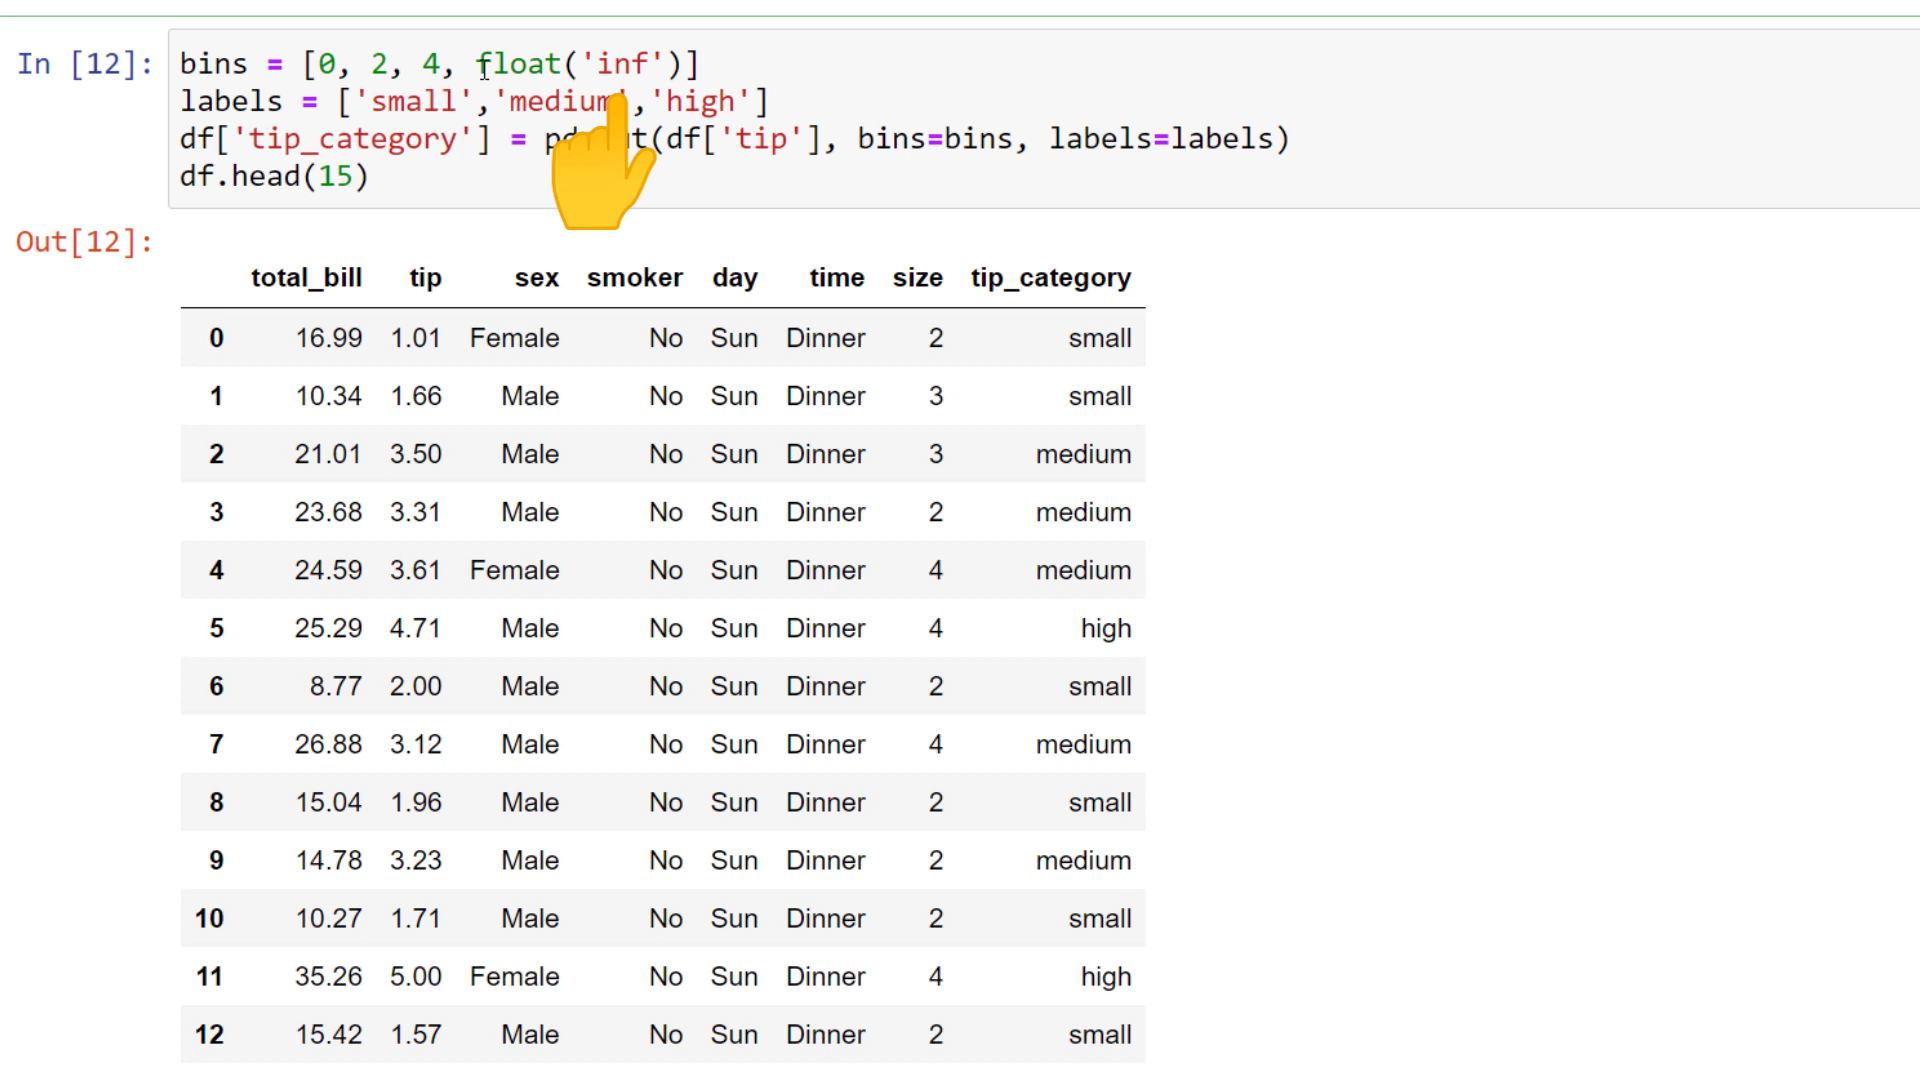 In [12]:
bins = [0, 2, 4, float('inf')]
labels = ['small','medium','high']
df['tip_category'] = pd.cut(df['tip'], bins=bins, labels=labels)
df.head(15)
Out[12]:
total_bill tip sex smoker day time size tip_category
0 16.99 1.01 Female No Sun Dinner 2 small
1 10.34 1.66 Male No Sun Dinner 3 small
2 21.01 3.50 Male No Sun Dinner 3 medium
3 23.68 3.31 Male No Sun Dinner 2 medium
4 24.59 3.61 Female No Sun Dinner 4 medium
5 25.29 4.71 Male No Sun Dinner 4 high
6 8.77 2.00 Male No Sun Dinner 2 small
7 26.88 3.12 Male No Sun Dinner 4 medium
8 15.04 1.96 Male No Sun Dinner 2 small
9 14.78 3.23 Male No Sun Dinner 2 medium
10 10.27 1.71 Male No Sun Dinner 2 small
11 35.26 5.00 Female No Sun Dinner 4 high
12 15.42 1.57 Male No Sun Dinner 2 small